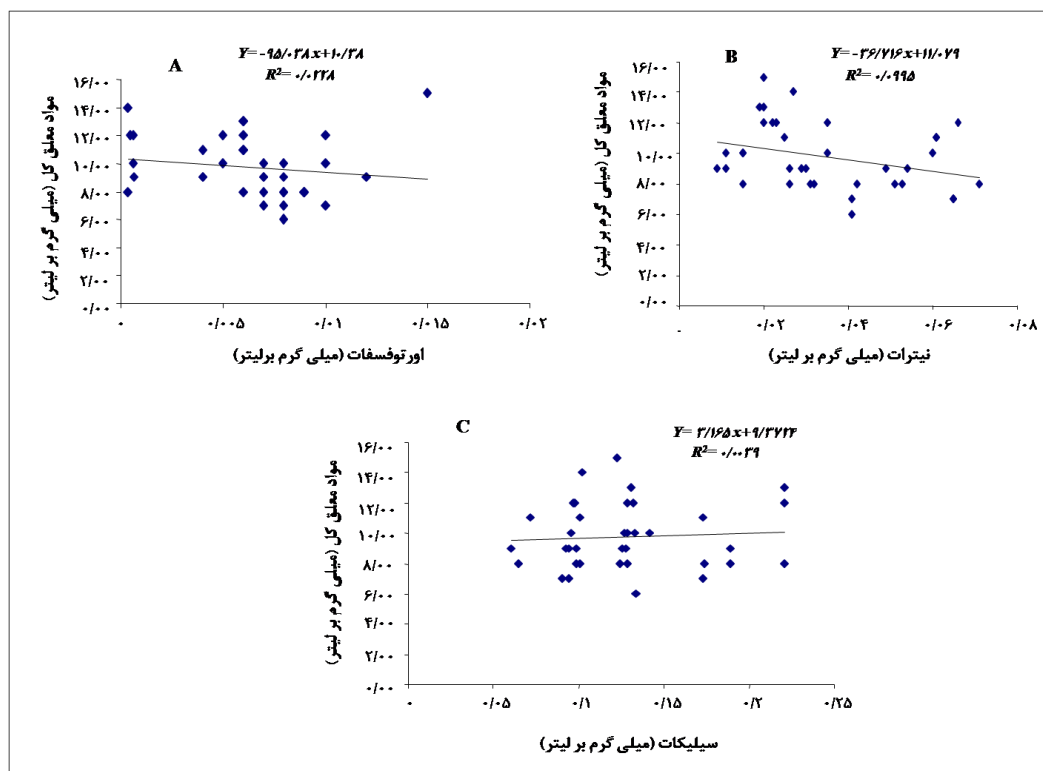 A
Y= -۹۵/۰۳۸x+۱۰/۳۸
R²= ۰/۰۲۲۸
مواد معلق کل (میلی گرم بر لیتر)
۱۶/۰۰
۱۴/۰۰
۱۲/۰۰
۱۰/۰۰
۸/۰۰
۶/۰۰
۴/۰۰
۲/۰۰
۰/۰۰
۰ ۰/۰۰۵ ۰/۰۱ ۰/۰۱۵ ۰/۰۲
اورتوفسفات (میلی گرم برلیتر)
B
Y= -۳۶/۷۱۶x+۱۱/۰۷۹
R²= ۰/۰۹۹۵
مواد معلق کل (میلی گرم بر لیتر)
۱۶/۰۰
۱۴/۰۰
۱۲/۰۰
۱۰/۰۰
۸/۰۰
۶/۰۰
۴/۰۰
۲/۰۰
۰/۰۰
- ۰/۰۲ ۰/۰۴ ۰/۰۶ ۰/۰۸
نیترات (میلی گرم بر لیتر)
C
Y= ۳/۱۶۵x+۹/۳۷۲۴
R²= ۰/۰۰۳۹
مواد معلق کل (میلی گرم بر لیتر)
۱۶/۰۰
۱۴/۰۰
۱۲/۰۰
۱۰/۰۰
۸/۰۰
۶/۰۰
۴/۰۰
۲/۰۰
۰/۰۰
۰ ۰/۰۵ ۰/۱ ۰/۱۵ ۰/۲ ۰/۲۵
سیلیکات (میلی گرم بر لیتر)